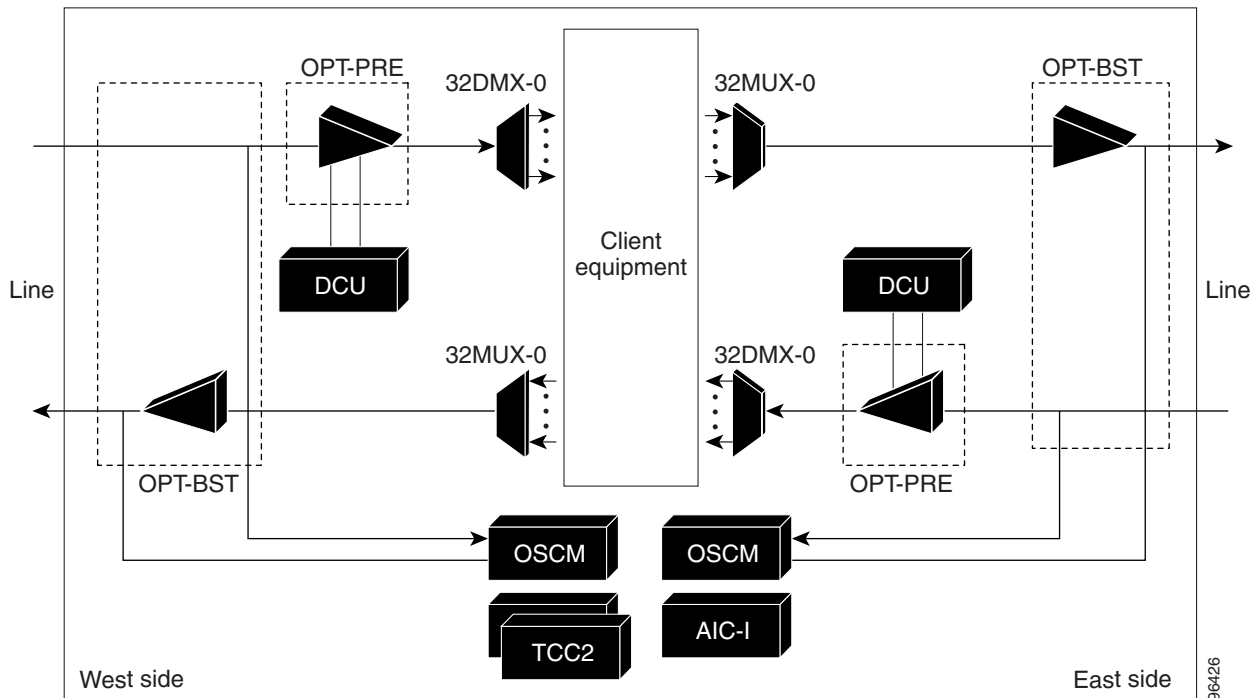 OPT-PRE
32DMX-0
32MUX-0
OPT-BST
Client
equipment
DCU
DCU
Line
Line
32MUX-0
32DMX-0
OPT-BST
OPT-PRE
OSCM
OSCM
TCC2
AIC-I
West side
East side
96426